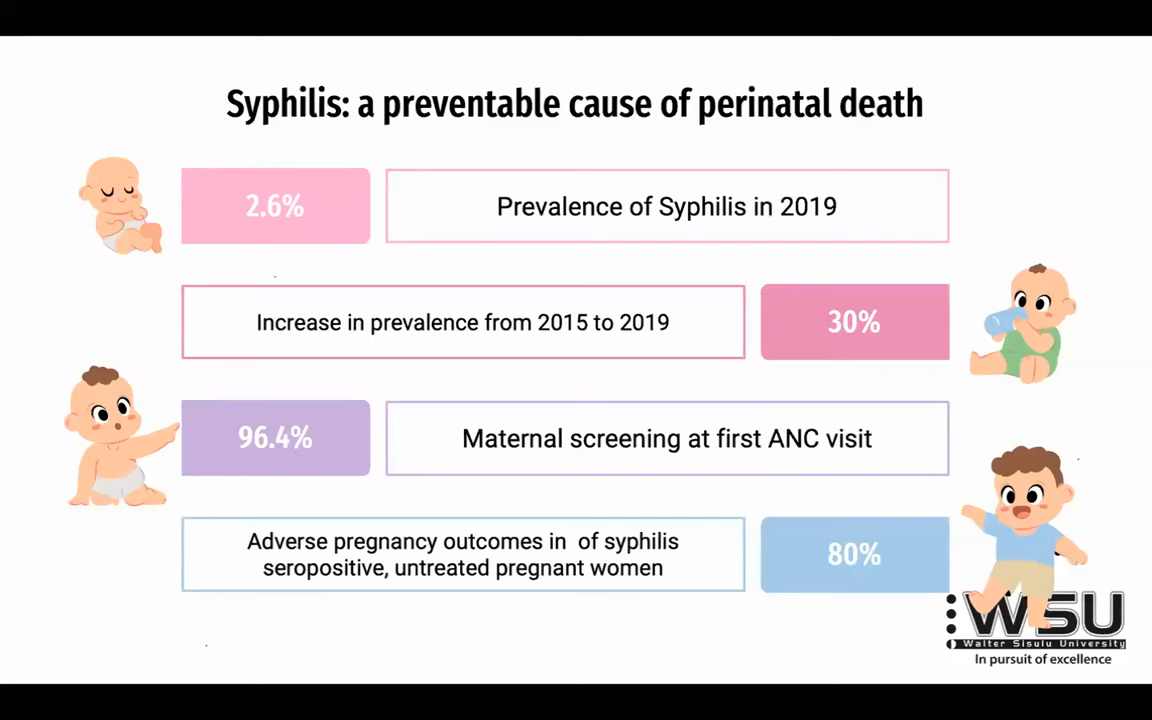 Syphilis: a preventable cause of perinatal death
2.6%
Prevalence of Syphilis in 2019
Increase in prevalence from 2015 to 2019
30%
96.4%
Maternal screening at first ANC visit
Adverse pregnancy outcomes in  of syphilis
seropositive, untreated pregnant women
80%
WSU
Walter Sisulu University
In pursuit of excellence